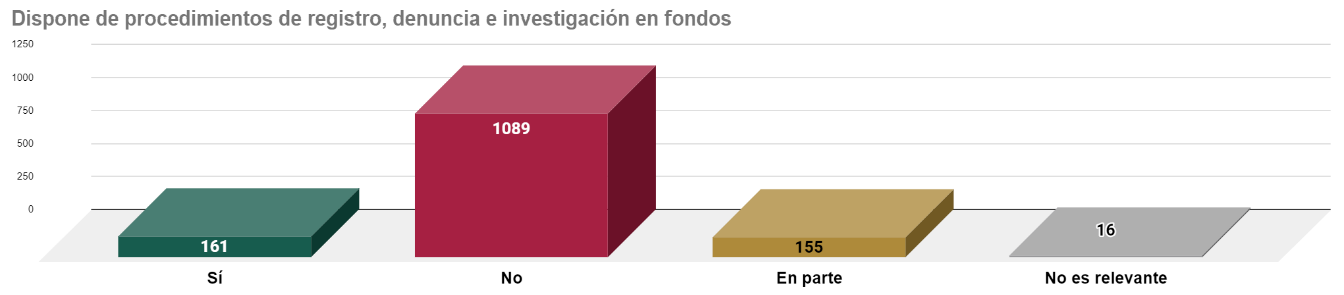 Dispone de procedimientos de registro, denuncia e investigación en fondos
1250
1000
750
500
250
0
161
1089
155
16
Sí
No
En parte
No es relevante